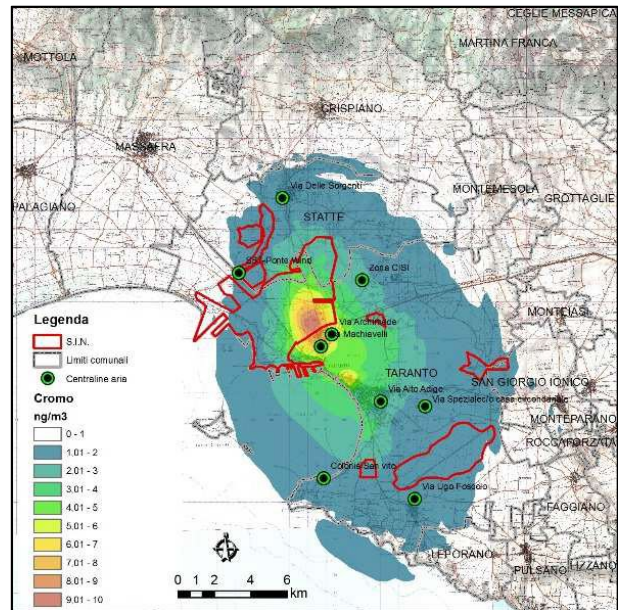 CEGLIE MESSAPICA
MOTTOLA
MARTINA FRANCA
CRISPIANO
MASSAFRA
PALAGIANO
Via Delle Sorgenti
MONTEMESOLA
GROTTAGLIE
STATTE
Zona CISI
MONTEIASI
Via Archimede
Via Machiavelli
TARANTO
SAN GIORGIO IONICO
Via Alto Adige
MONTEPARANO
ROCCAFORZATA
Colonia San vito
Via Ugo Foscolo
FAGGIANO
LEPORANO
PULSANO
LIZZANO
Legenda
S.I.N.
Limiti comunali
Centraline aria
Cromo
ng/m3
0 - 1
1.01 - 2
2.01 - 3
3.01 - 4
4.01 - 5
5.01 - 6
6.01 - 7
7.01 - 8
8.01 - 9
9.01 - 10
0 1 2 4 6
km